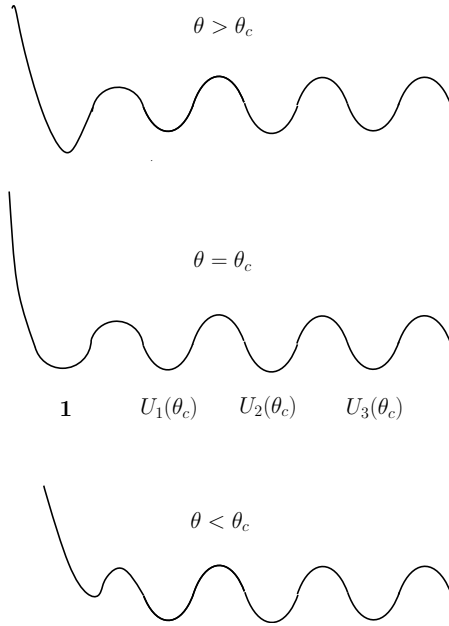 θ > θ_c
θ = θ_c
1 U_1(θ_c) U_2(θ_c) U_3(θ_c)
θ < θ_c